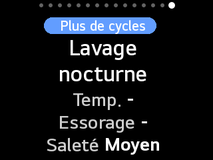 Plus de cycles
Lavage
nocturne
Temp. -
Essorage -
Saleté Moyen